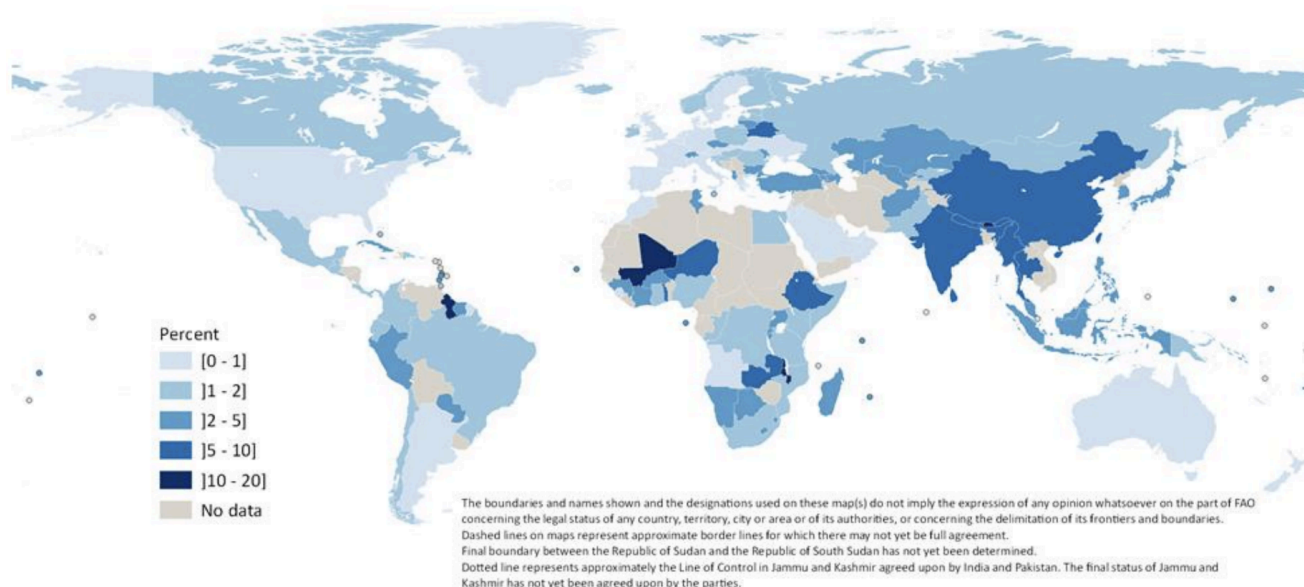 Percent
[0 - 1]
]1 - 2]
]2 - 5]
]5 - 10]
]10 - 20]
No data
The boundaries and names shown and the designations used on these map(s) do not imply the expression of any opinion whatsoever on the part of FAO
concerning the legal status of any country, territory, city or area or of its authorities, or concerning the delimitation of its frontiers and boundaries.
Dashed lines on maps represent approximate border lines for which there may not yet be full agreement.
Final boundary between the Republic of Sudan and the Republic of South Sudan has not yet been determined.
Dotted line represents approximately the Line of Control in Jammu and Kashmir agreed upon by India and Pakistan. The final status of Jammu and
Kashmir has not yet been agreed upon by the parties.